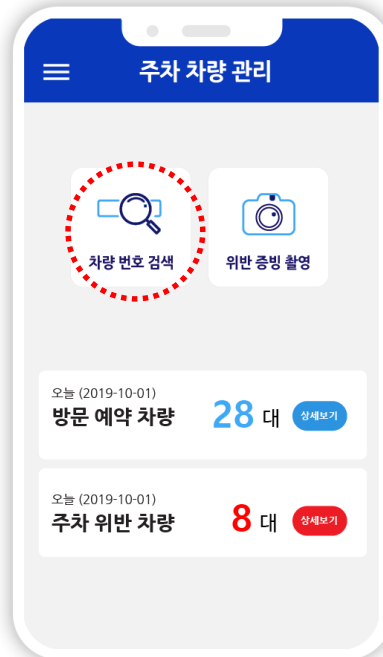 주차 차량 관리
차량 번호 검색
위반 증빙 촬영
오늘 (2019-10-01)
방문 예약 차량 28 대 상세보기
오늘 (2019-10-01)
주차 위반 차량 8 대 상세보기